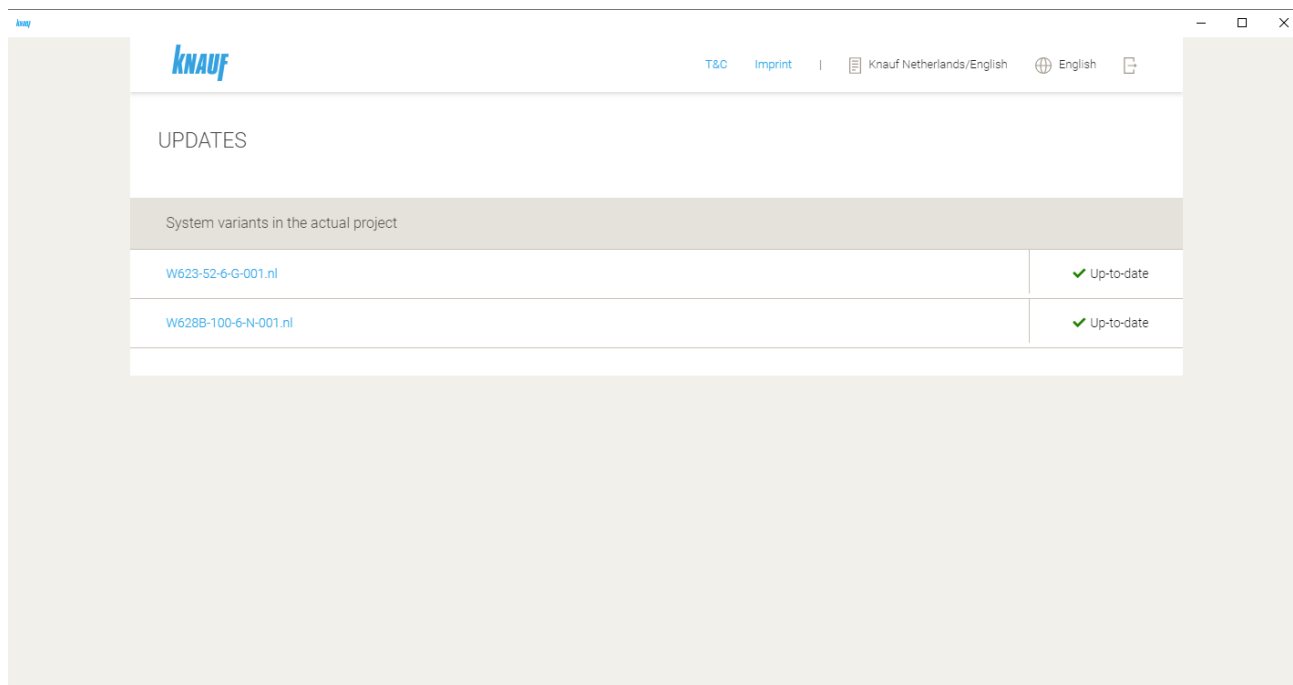 knauf
KNAUF
T&C Imprint | Knauf Netherlands/English English
UPDATES
System variants in the actual project
W623-52-6-G-001.nl Up-to-date
W628B-100-6-N-001.nl Up-to-date